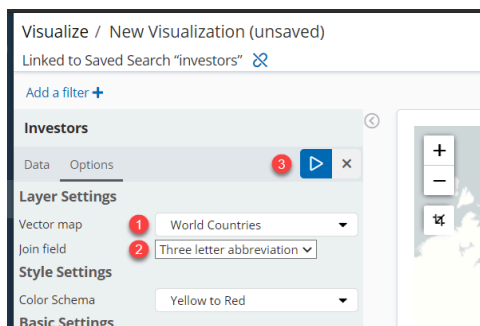 Visualize / New Visualization (unsaved)
Linked to Saved Search “investors”
Add a filter +
Investors
Data Options 3
Layer Settings
Vector map 1 World Countries
Join field 2 Three letter abbreviation
Style Settings
Color Schema Yellow to Red
Basic Settings